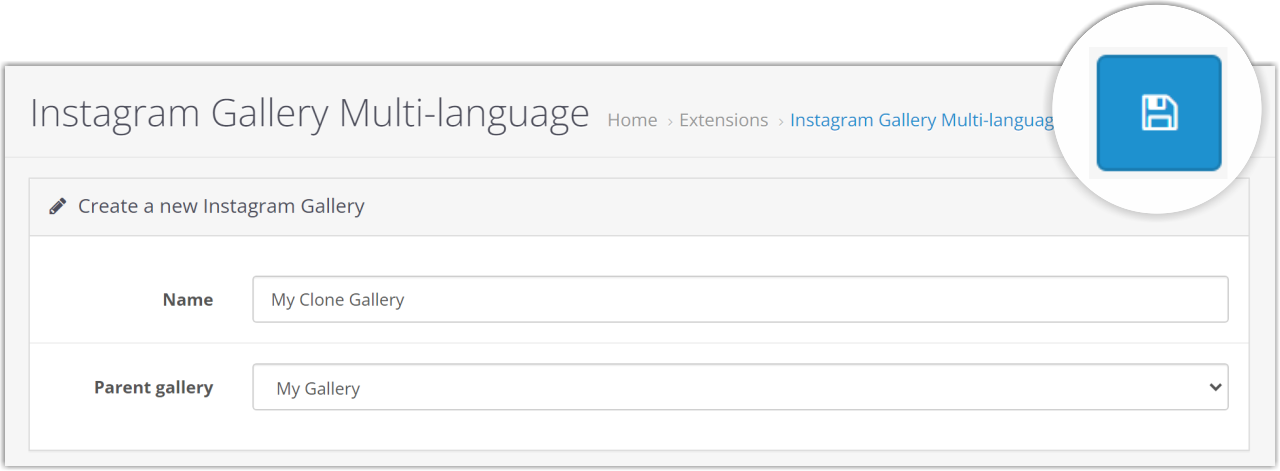 Instagram Gallery Multi-language Home › Extensions › Instagram Gallery Multi-languag
Create a new Instagram Gallery
Name My Clone Gallery
Parent gallery My Gallery